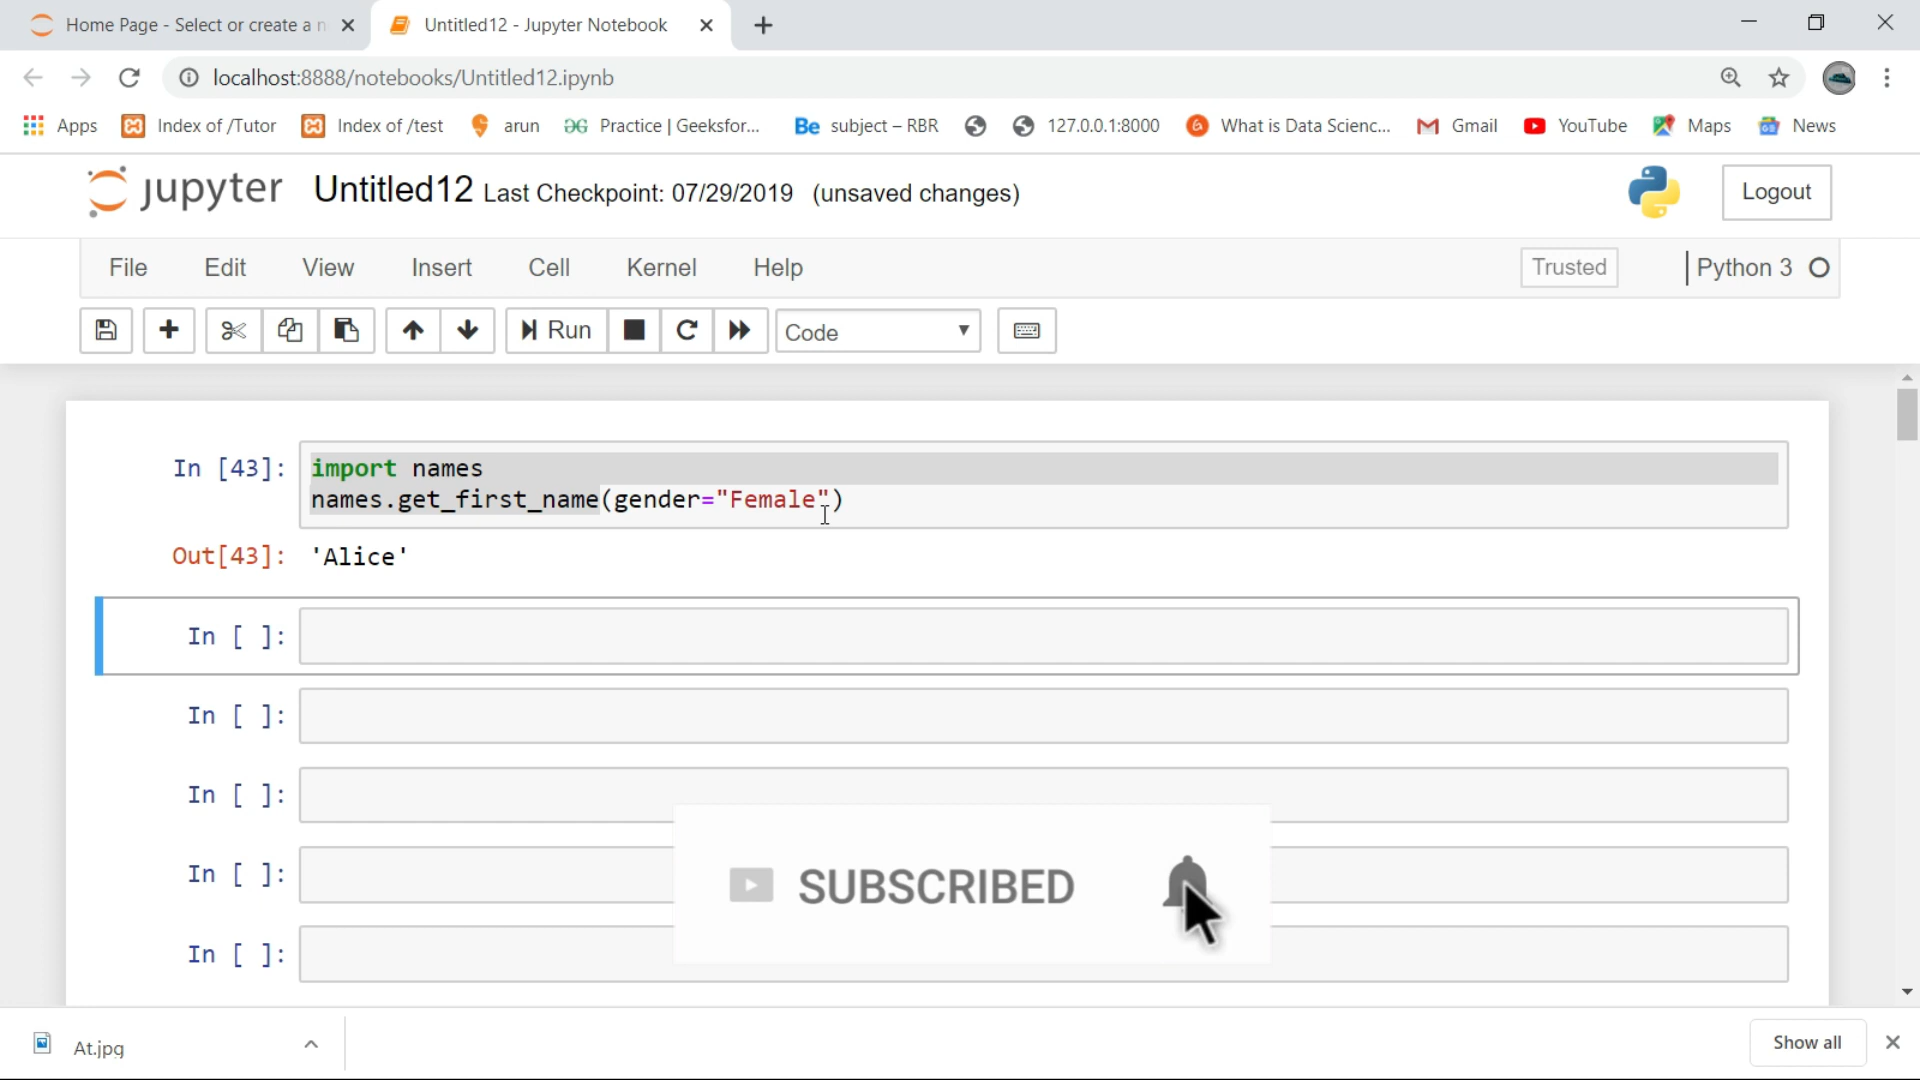 Home Page - Select or create a n
Untitled12 - Jupyter Notebook
localhost:8888/notebooks/Untitled12.ipynb
Apps
Index of /Tutor
Index of /test
arun
Practice | Geeksfor...
Be subject – RBR
127.0.0.1:8000
What is Data Scienc...
Gmail
YouTube
Maps
News
jupyter Untitled12 Last Checkpoint: 07/29/2019 (unsaved changes)
Logout
File Edit View Insert Cell Kernel Help
Trusted
Python 3
Run
Code
In [43]: import names
names.get_first_name(gender="Female")
Out[43]: 'Alice'
In [ ]:
In [ ]:
In [ ]:
In [ ]:
SUBSCRIBED
In [ ]:
At.jpg
Show all